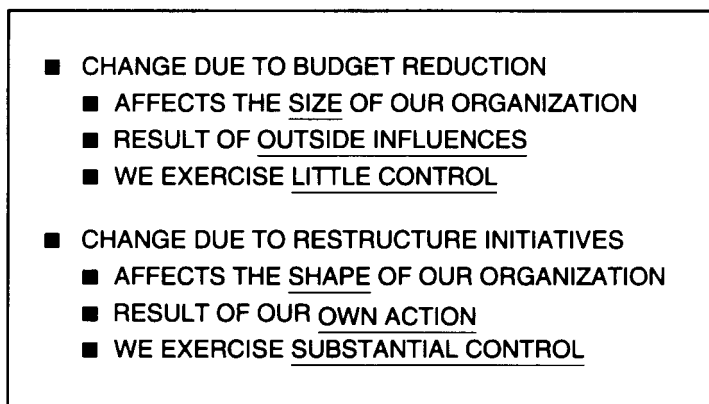 ■ CHANGE DUE TO BUDGET REDUCTION
■ AFFECTS THE SIZE OF OUR ORGANIZATION
■ RESULT OF OUTSIDE INFLUENCES
■ WE EXERCISE LITTLE CONTROL
■ CHANGE DUE TO RESTRUCTURE INITIATIVES
■ AFFECTS THE SHAPE OF OUR ORGANIZATION
■ RESULT OF OUR OWN ACTION
■ WE EXERCISE SUBSTANTIAL CONTROL